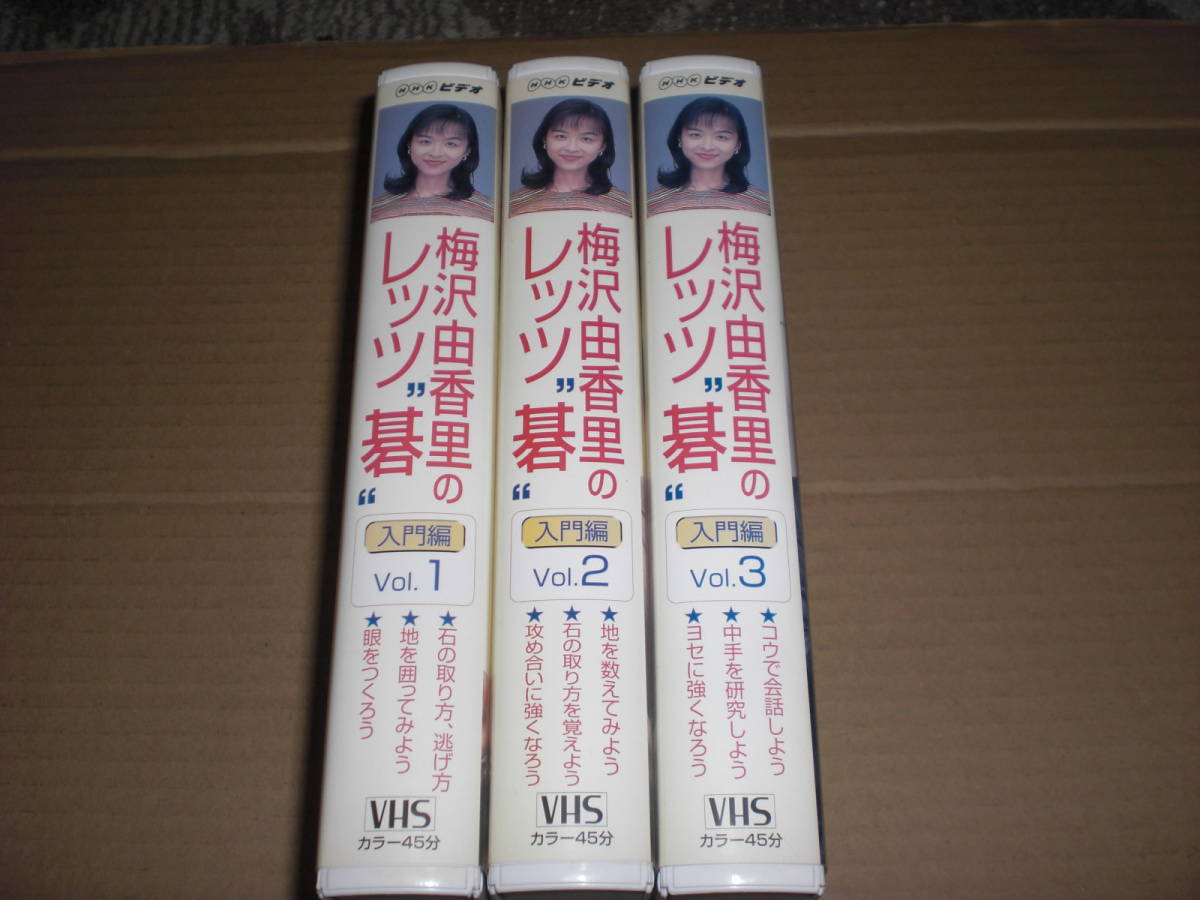 NHKビデオ
梅沢由香里の
レッツ”碁“
入門編
Vol.1
★石の取り方、逃げ方
★地を囲ってみよう
★眼をつくろう
VHS
カラー45分
NHKビデオ
梅沢由香里の
レッツ”碁“
入門編
Vol.2
★地を数えてみよう
★石の取り方を覚えよう
★攻め合いに強くなろう
VHS
カラー45分
NHKビデオ
梅沢由香里の
レッツ”碁“
入門編
Vol.3
★コウで会話しよう
★中手を研究しよう
★ヨセに強くなろう
VHS
カラー45分